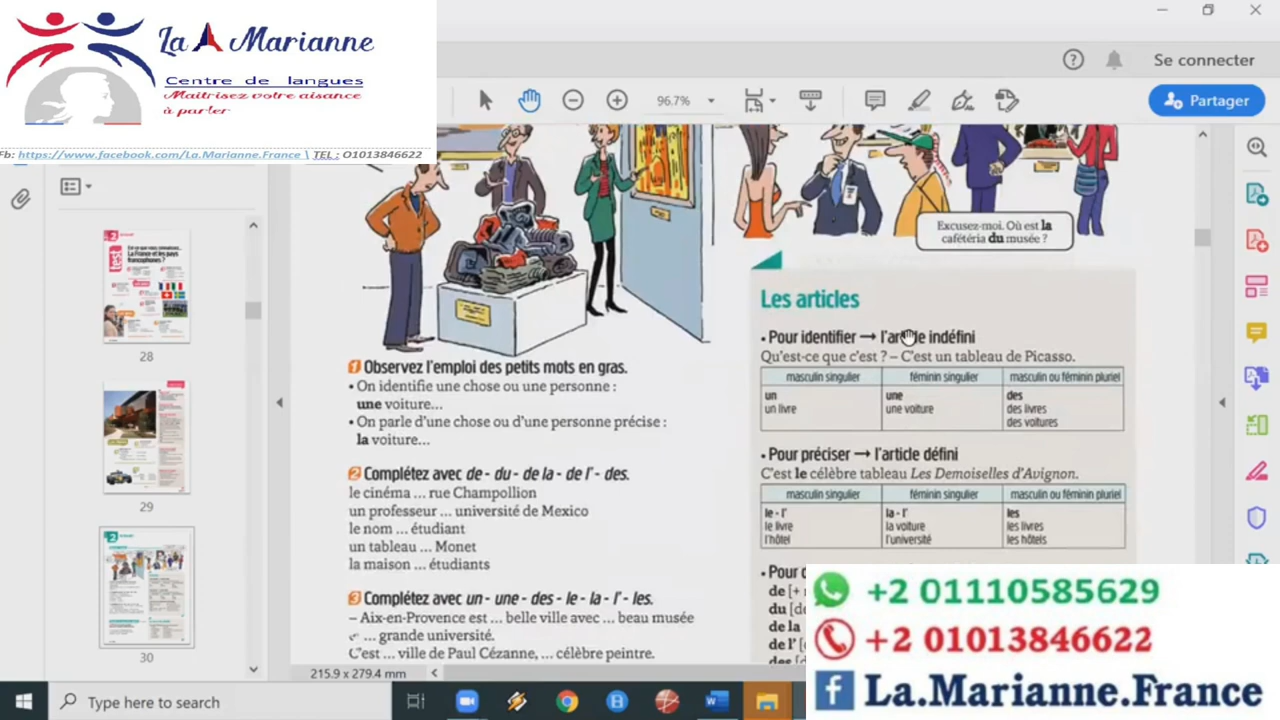 La Marianne
Centre de langues
Maîtrisez votre aisance
à parler
Fb: https://www.facebook.com/La.Marianne.France \ TEL : O1013846622
Se connecter
96.7%
Partager
28
29
30
Excusez-moi. Où est la
cafétéria du musée ?
1 Observez l'emploi des petits mots en gras.
• On identifie une chose ou une personne :
une voiture...
• On parle d'une chose ou d'une personne précise :
la voiture...
2 Complétez avec de - du - de la - de l' - des.
le cinéma ... rue Champollion
un professeur ... université de Mexico
le nom ... étudiant
un tableau ... Monet
la maison ... étudiants
3 Complétez avec un - une - des - le - la - l' - les.
– Aix-en-Provence est ... belle ville avec ... beau musée
... grande université.
C'est ... ville de Paul Cézanne, ... célèbre peintre.
Les articles
• Pour identifier → l'article indéfini
Qu'est-ce que c'est ? – C'est un tableau de Picasso.
masculin singulier féminin singulier masculin ou féminin pluriel
un une des
un livre une voiture des livres
des voitures
• Pour préciser → l'article défini
C'est le célèbre tableau Les Demoiselles d'Avignon.
masculin singulier féminin singulier masculin ou féminin pluriel
le - l' la - l' les
le livre la voiture les livres
l'hôtel l'université les hôtels
• Pour
de [+
du [de
de la
de l' [
des [
215.9 x 279.4 mm
+2 01110585629
+2 01013846622
La.Marianne.France
Type here to search